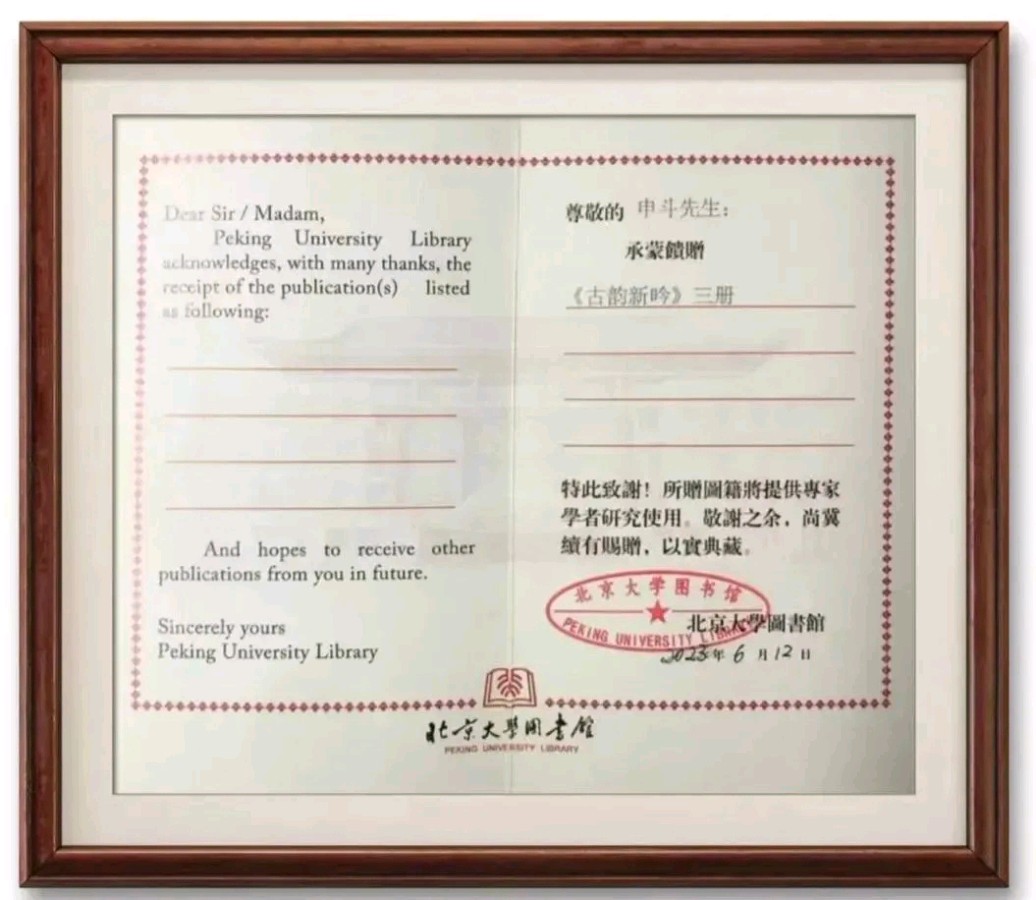 Dear Sir / Madam,
Peking University Library
acknowledges, with many thanks, the
receipt of the publication(s) listed
as following:
And hopes to receive other
publications from you in future.
Sincerely yours
Peking University Library
尊敬的 申斗先生：
承蒙饋贈
《古韵新吟》三册
特此致謝！所贈圖籍將提供專家
學者研究使用。敬謝之余，尚冀
續有賜贈，以實典藏。
北京大学图书馆
PEKING UNIVERSITY LIBRARY
北京大學圖書館
2023年6月12日
北京大學圖書館
PEKING UNIVERSITY LIBRARY